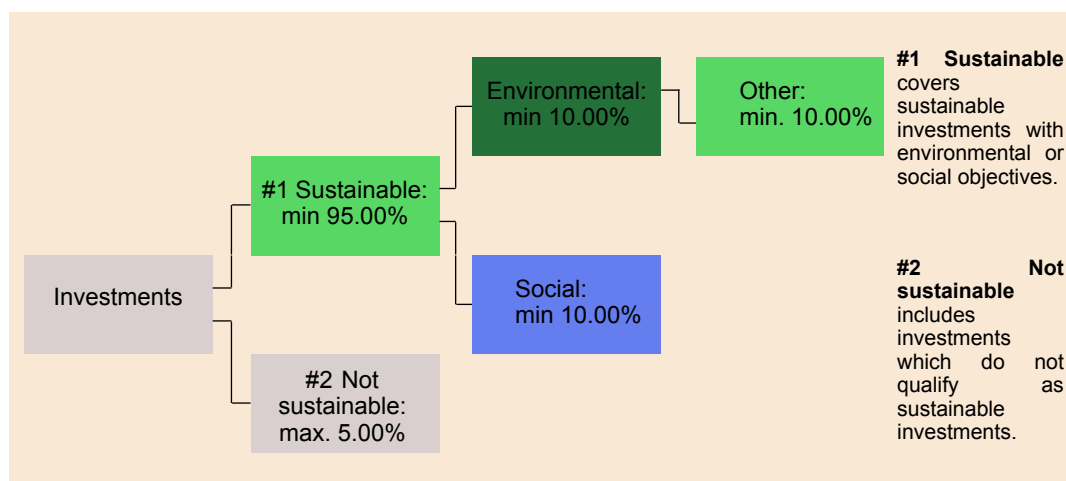 Investments
#1 Sustainable:
min 95.00%
#2 Not
sustainable:
max. 5.00%
Environmental:
min 10.00%
Social:
min 10.00%
Other:
min. 10.00%
#1 Sustainable
covers
sustainable
investments with
environmental or
social objectives.
#2 Not
sustainable
includes
investments
which do not
qualify as
sustainable
investments.